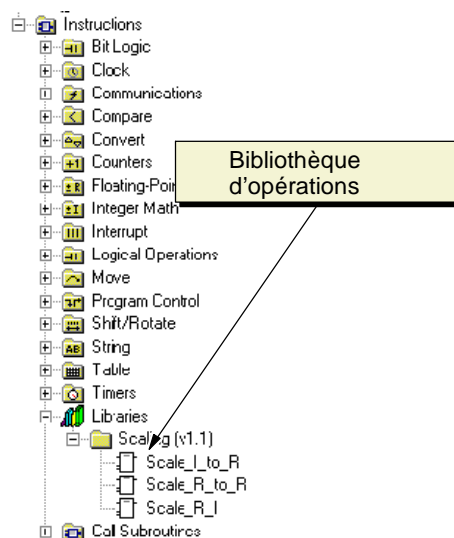 Instructions
Bit Logic
Clock
Communications
Compare
Convert
Counters
Floating-Poi
Integer Math
Interrupt
Logical Operations
Move
Program Control
Shift/Rotate
String
Table
Timers
Libraries
Scaling (v1.1)
Scale_I_to_R
Scale_R_to_R
Scale_R_I
Call Subroutines
Bibliothèque
d'opérations